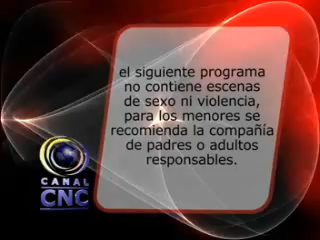 el siguiente programa
no contiene escenas
de sexo ni violencia,
para los menores se
recomienda la compañía
de padres o adultos
responsables.
CANAL
CNC